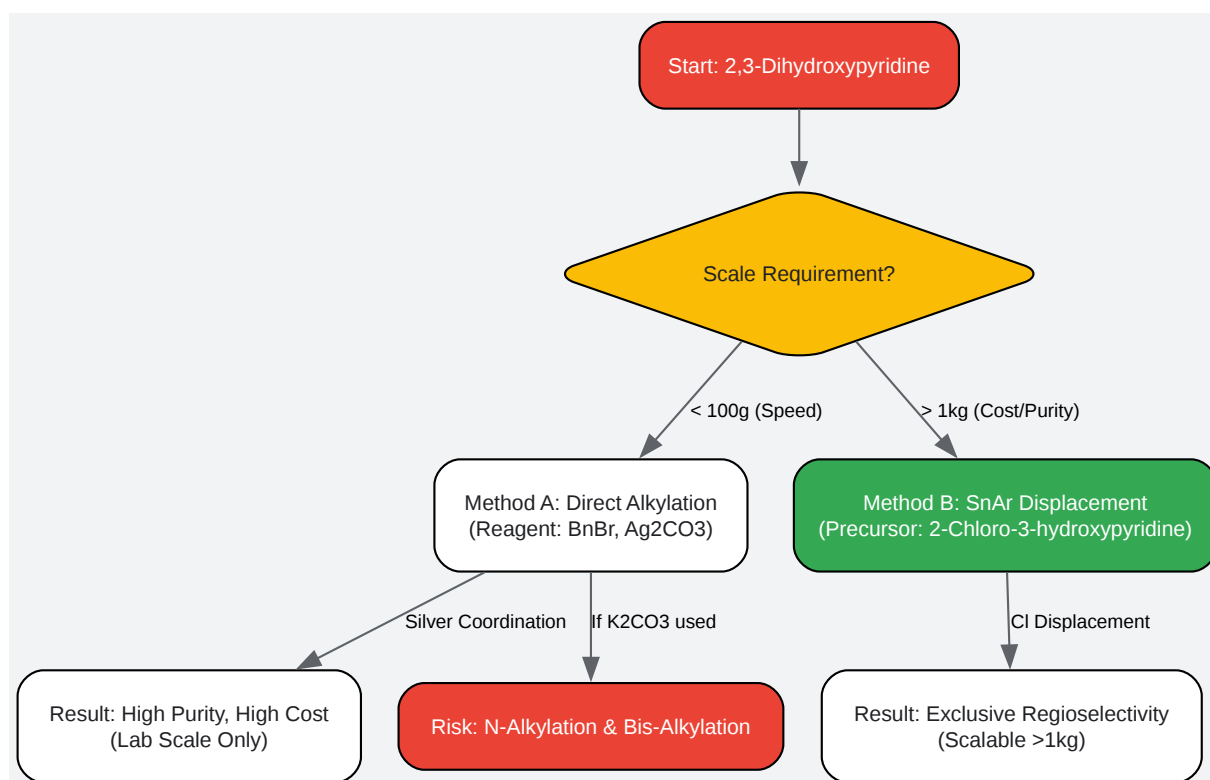 Start: 2,3-Dihydroxypyridine
Scale Requirement?
< 100g (Speed)
> 1kg (Cost/Purity)
Method A: Direct Alkylation
(Reagent: BnBr, Ag2CO3)
Method B: SnAr Displacement
(Precursor: 2-Chloro-3-hydroxypyridine)
Silver Coordination
If K2CO3 used
Cl Displacement
Result: High Purity, High Cost
(Lab Scale Only)
Risk: N-Alkylation & Bis-Alkylation
Result: Exclusive Regioselectivity
(Scalable >1kg)